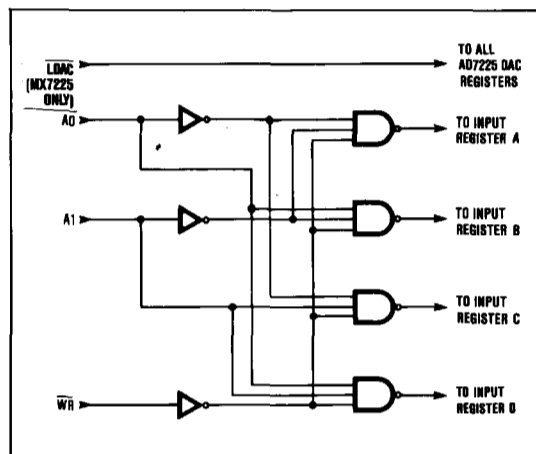 LDAC
(MX7225
ONLY)
A0
A1
WR
TO ALL
AD7225 DAC
REGISTERS
TO INPUT
REGISTER A
TO INPUT
REGISTER B
TO INPUT
REGISTER C
TO INPUT
REGISTER D